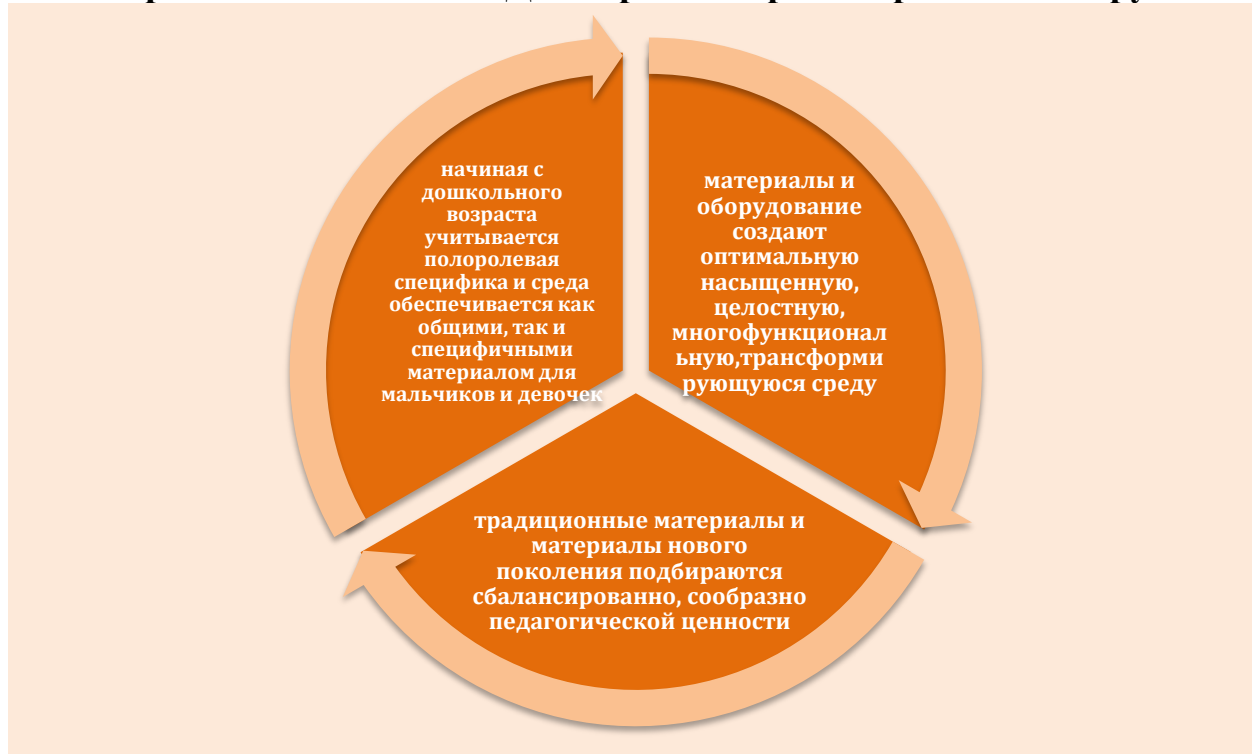 начиная с
дошкольного
возраста
учитывается
полоролевая
специфика и среда
обеспечивается как
общими, так и
специфичными
материалом для
мальчиков и девочек
материалы и
оборудование
создают
оптимальную
насыщенную,
целостную,
многофункционал
ьную,трансформи
рующуюся среду
традиционные материалы и
материалы нового
поколения подбираются
сбалансированно, сообразно
педагогической ценности